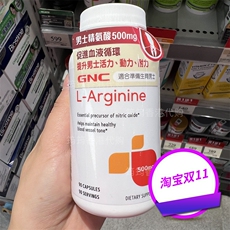 男士精氨酸500mg
促進血液循環
提升男士活力、動力、耐力
GNC
適合準備生育男士
L-Arginine
Essential precursor of nitric oxide*
Helps maintain healthy
blood vessel tone*
500mg
90 CAPSULES
90 SERVINGS
DIETARY SUPPLEMENT
淘宝双11